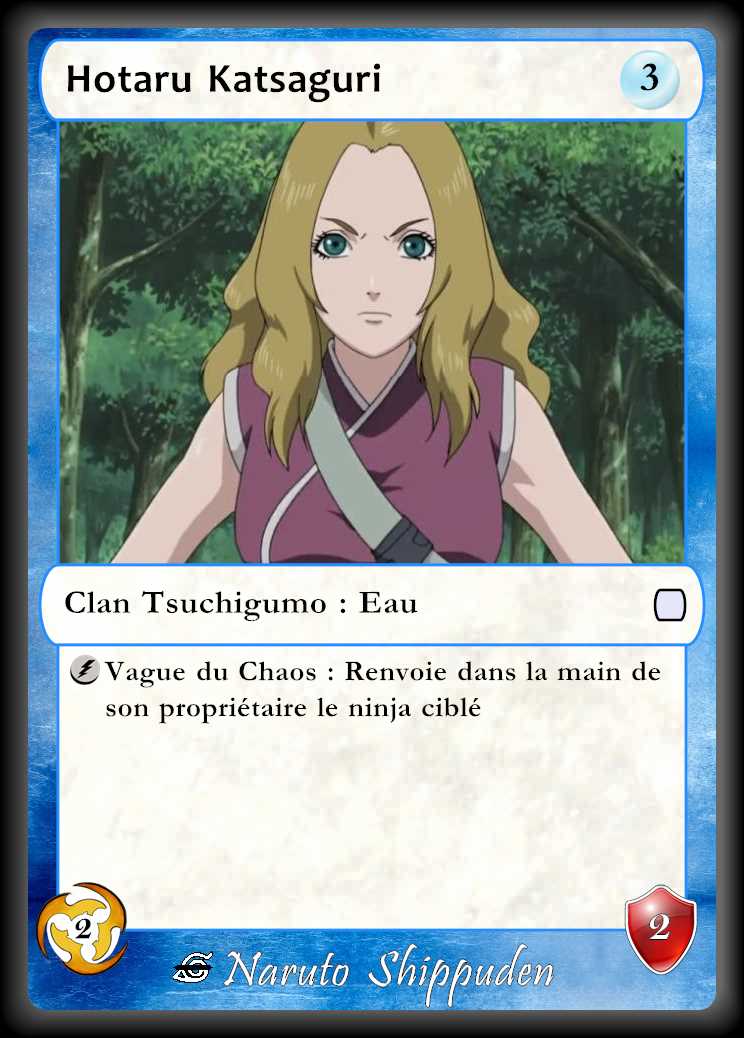 Hotaru Katsaguri
3
Clan Tsuchigumo : Eau
Vague du Chaos : Renvoie dans la main de
son propriétaire le ninja ciblé
2
2
Naruto Shippuden